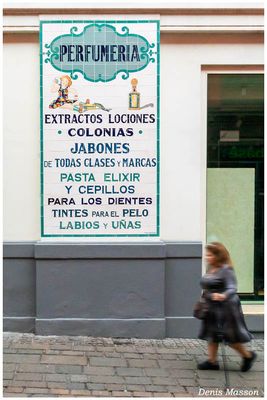 PERFUMERIA
EXTRACTOS LOCIONES
• COLONIAS •
JABONES
DE TODAS CLASES Y MARCAS
PASTA ELIXIR
Y CEPILLOS
PARA LOS DIENTES
TINTES PARA EL PELO
LABIOS Y UÑAS
Denis Masson